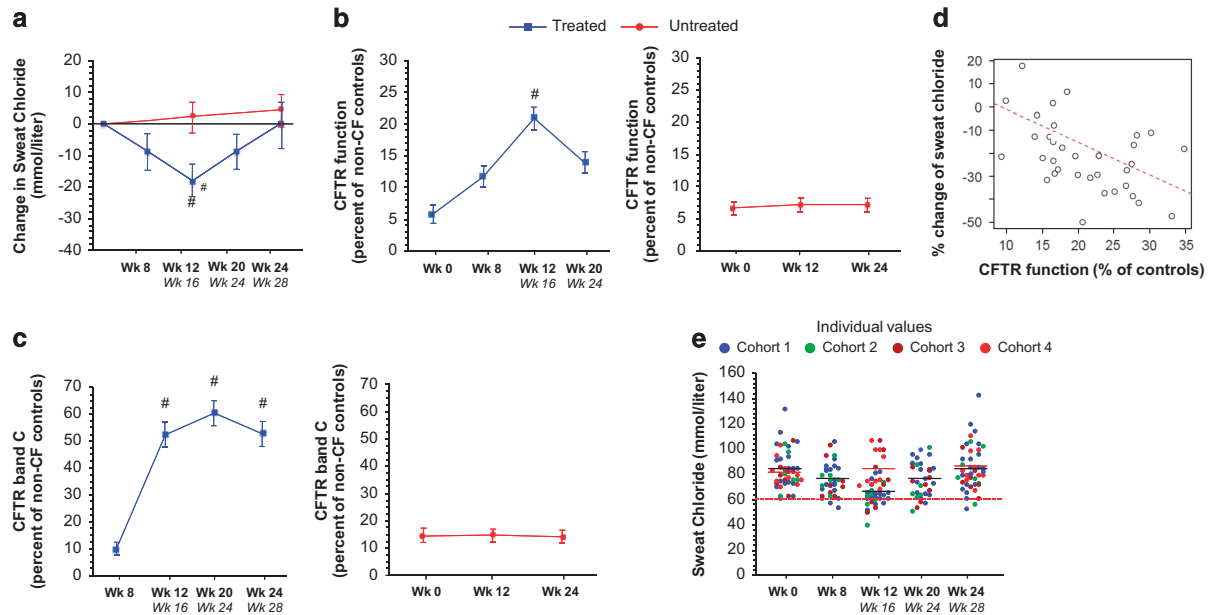 a
Change in Sweat Chloride
(mmol/liter)
20
10
0
-10
-20
-30
-40
#
#
Wk 8 Wk 12 Wk 20 Wk 24
Wk 16 Wk 24 Wk 28
b
Treated Untreated
CFTR function
(percent of non-CF controls)
30
25
20
15
10
5
0
#
Wk 0 Wk 8 Wk 12 Wk 20
Wk 16 Wk 24
CFTR function
(percent of non-CF controls)
30
25
20
15
10
5
0
Wk 0 Wk 12 Wk 24
d
% change of sweat chloride
20
10
0
-10
-30
-50
10 15 20 25 30 35
CFTR function (% of controls)
c
CFTR band C
(percent of non-CF controls)
70
60
50
40
30
20
10
0
# # #
Wk 8 Wk 12 Wk 20 Wk 24
Wk 16 Wk 24 Wk 28
CFTR band C
(percent of non-CF controls)
70
60
50
40
30
20
10
0
Wk 0 Wk 12 Wk 24
e
Individual values
Cohort 1 Cohort 2 Cohort 3 Cohort 4
Sweat Chloride (mmol/liter)
160
140
120
100
80
60
40
20
0
Wk 0 Wk 8 Wk 12 Wk 20 Wk 24
Wk 16 Wk 24 Wk 28